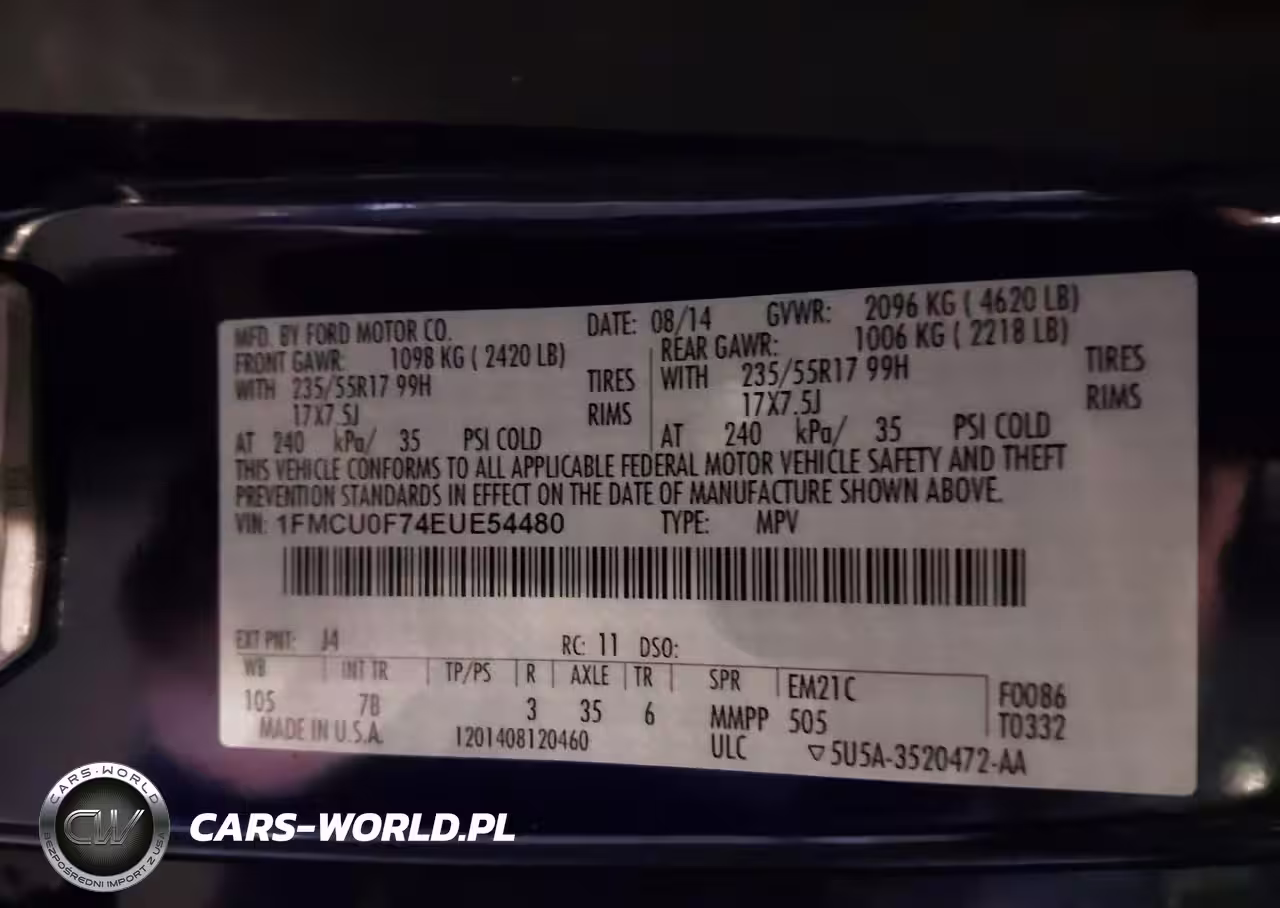 MFD. BY FORD MOTOR CO. DATE: 08/14 GVWR: 2096 KG ( 4620 LB)
FRONT GAWR: 1098 KG ( 2420 LB) REAR GAWR: 1006 KG ( 2218 LB)
WITH 235/55R17 99H TIRES WITH 235/55R17 99H TIRES
17X7.5J RIMS 17X7.5J RIMS
AT 240 kPa/ 35 PSI COLD AT 240 kPa/ 35 PSI COLD
THIS VEHICLE CONFORMS TO ALL APPLICABLE FEDERAL MOTOR VEHICLE SAFETY AND THEFT
PREVENTION STANDARDS IN EFFECT ON THE DATE OF MANUFACTURE SHOWN ABOVE.
VIN: 1FMCU0F74EUE54480 TYPE: MPV
EXT PNT: J4 RC: 11 DSO:
WB INT TR TP/PS R AXLE TR SPR EM21C F0086
105 7B 3 35 6 MMPP 505 T0332
MADE IN U.S.A. 1201408120460 ULC ▽5U5A-3520472-AA
CARS-WORLD
CW
BEZPOŚREDNI IMPORT Z USA
CARS-WORLD.PL